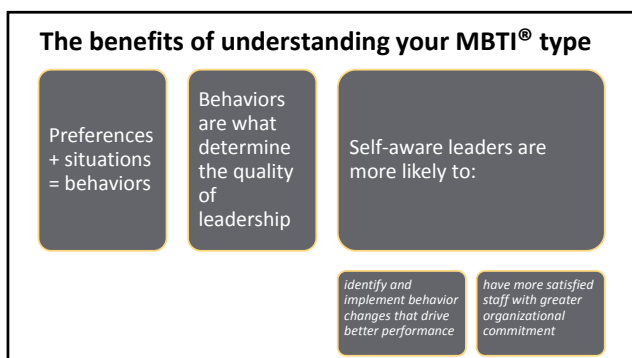 The benefits of understanding your MBTI® type
Preferences
+ situations
= behaviors
Behaviors
are what
determine
the quality
of
leadership
Self-aware leaders are
more likely to:
identify and
implement behavior
changes that drive
better performance
have more satisfied
staff with greater
organizational
commitment